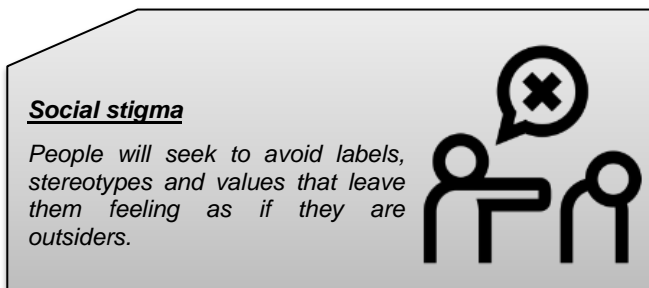 Social stigma
People will seek to avoid labels,
stereotypes and values that leave
them feeling as if they are
outsiders.